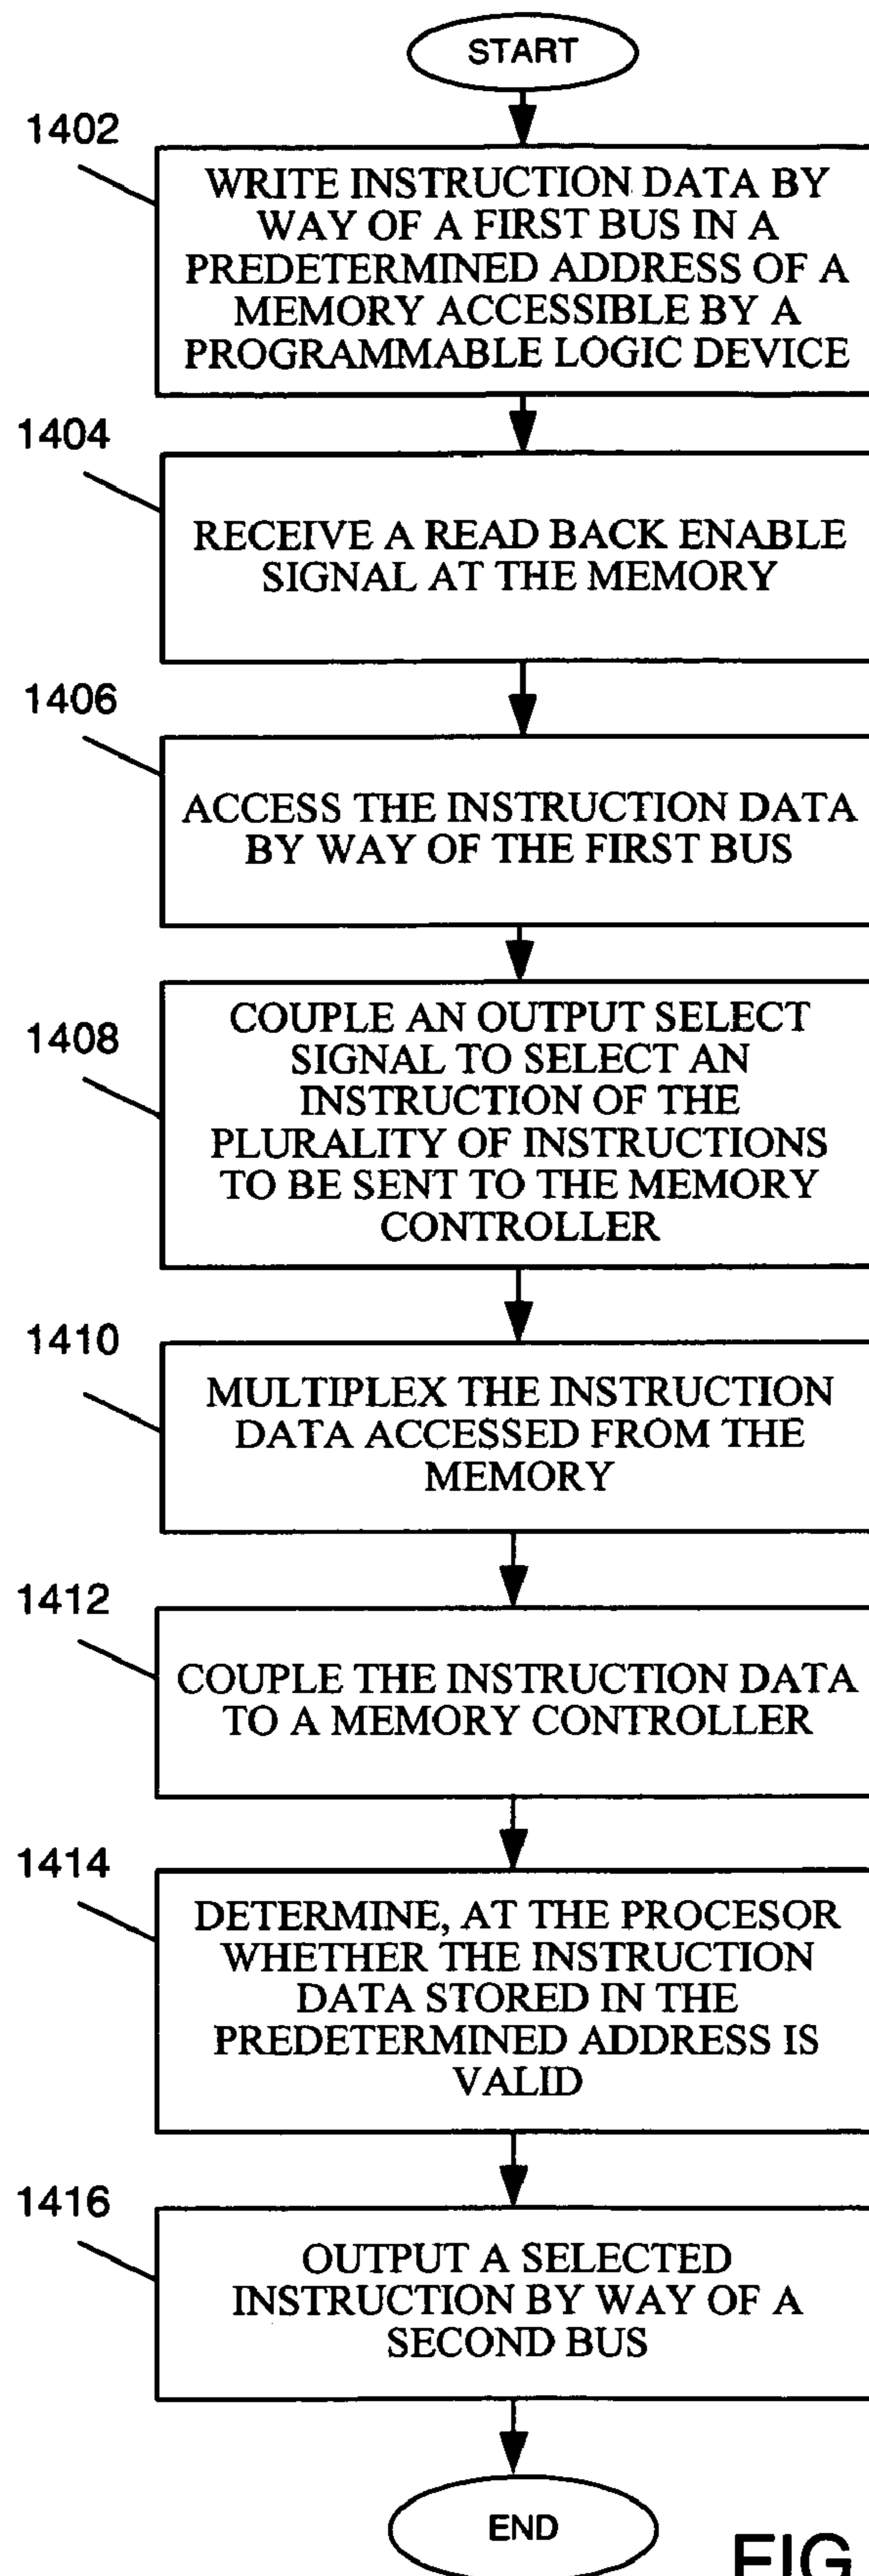 START
1402
WRITE INSTRUCTION DATA BY
WAY OF A FIRST BUS IN A
PREDETERMINED ADDRESS OF A
MEMORY ACCESSIBLE BY A
PROGRAMMABLE LOGIC DEVICE
1404
RECEIVE A READ BACK ENABLE
SIGNAL AT THE MEMORY
1406
ACCESS THE INSTRUCTION DATA
BY WAY OF THE FIRST BUS
1408
COUPLE AN OUTPUT SELECT
SIGNAL TO SELECT AN
INSTRUCTION OF THE
PLURALITY OF INSTRUCTIONS
TO BE SENT TO THE MEMORY
CONTROLLER
1410
MULTIPLEX THE INSTRUCTION
DATA ACCESSED FROM THE
MEMORY
1412
COUPLE THE INSTRUCTION DATA
TO A MEMORY CONTROLLER
1414
DETERMINE, AT THE PROCESOR
WHETHER THE INSTRUCTION
DATA STORED IN THE
PREDETERMINED ADDRESS IS
VALID
1416
OUTPUT A SELECTED
INSTRUCTION BY WAY OF A
SECOND BUS
END
FIG